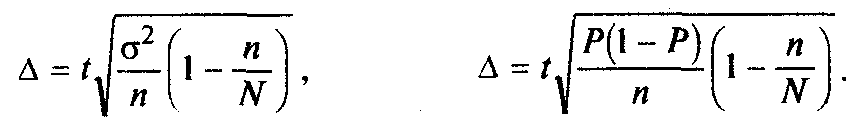 Δ = t√(σ²/n (1 − n/N)), Δ = t√(P(1 − P)/n (1 − n/N)).